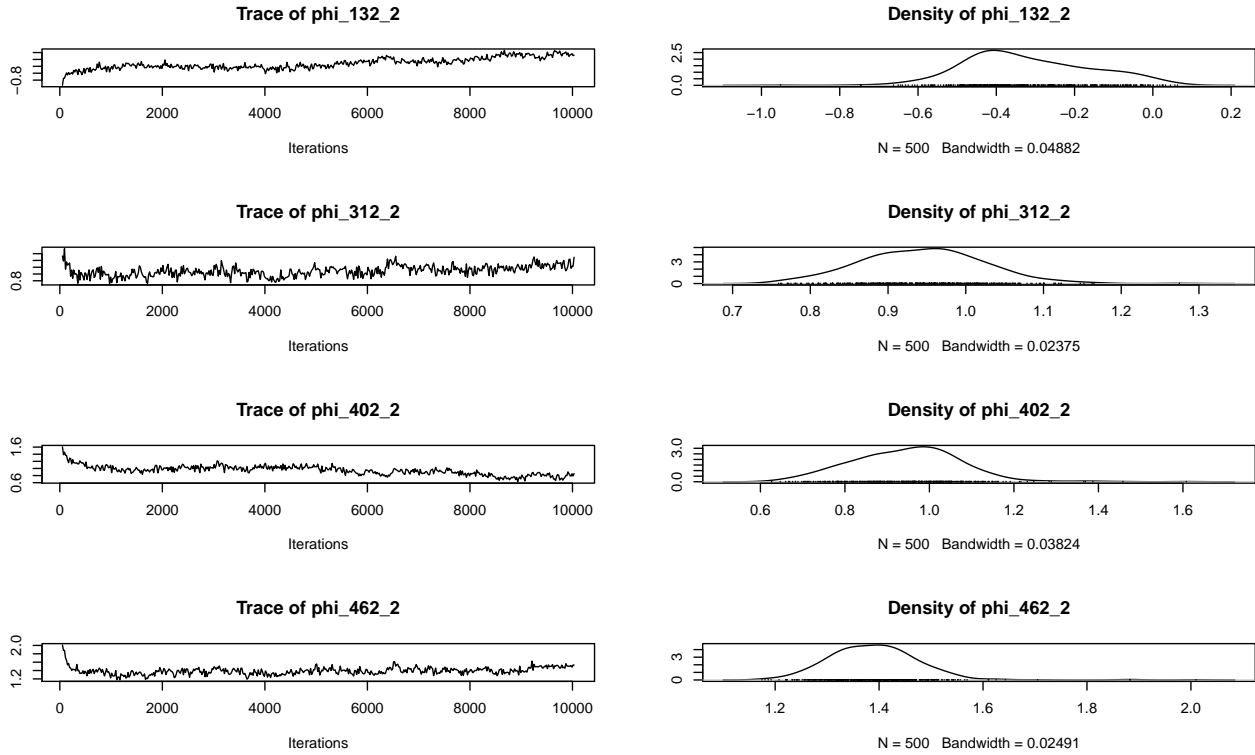 Trace of phi_132_2
−0.8
0 2000 4000 6000 8000 10000
Iterations
Density of phi_132_2
0.0 2.5
−1.0 −0.8 −0.6 −0.4 −0.2 0.0 0.2
N = 500 Bandwidth = 0.04882
Trace of phi_312_2
0.8
0 2000 4000 6000 8000 10000
Iterations
Density of phi_312_2
0 3
0.7 0.8 0.9 1.0 1.1 1.2 1.3
N = 500 Bandwidth = 0.02375
Trace of phi_402_2
0.6 1.6
0 2000 4000 6000 8000 10000
Iterations
Density of phi_402_2
0.0 3.0
0.6 0.8 1.0 1.2 1.4 1.6
N = 500 Bandwidth = 0.03824
Trace of phi_462_2
1.2 2.0
0 2000 4000 6000 8000 10000
Iterations
Density of phi_462_2
0 3
1.2 1.4 1.6 1.8 2.0
N = 500 Bandwidth = 0.02491